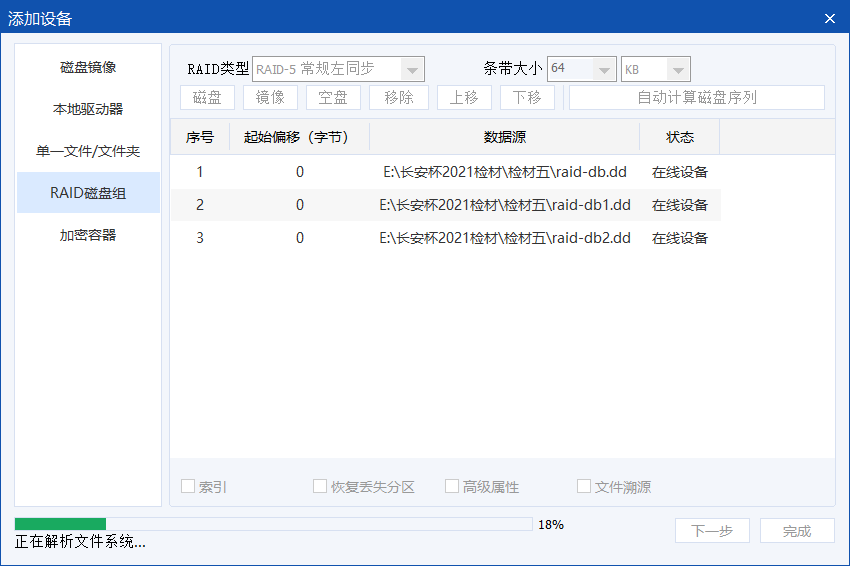 添加设备
磁盘镜像
本地驱动器
单一文件/文件夹
RAID磁盘组
加密容器
RAID类型 RAID-5 常规左同步 条带大小 64 KB
磁盘 镜像 空盘 移除 上移 下移 自动计算磁盘序列
序号 起始偏移（字节） 数据源 状态
1 0 E:\长安杯2021检材\检材五\raid-db.dd 在线设备
2 0 E:\长安杯2021检材\检材五\raid-db1.dd 在线设备
3 0 E:\长安杯2021检材\检材五\raid-db2.dd 在线设备
索引 恢复丢失分区 高级属性 文件溯源
18%
正在解析文件系统...
下一步 完成